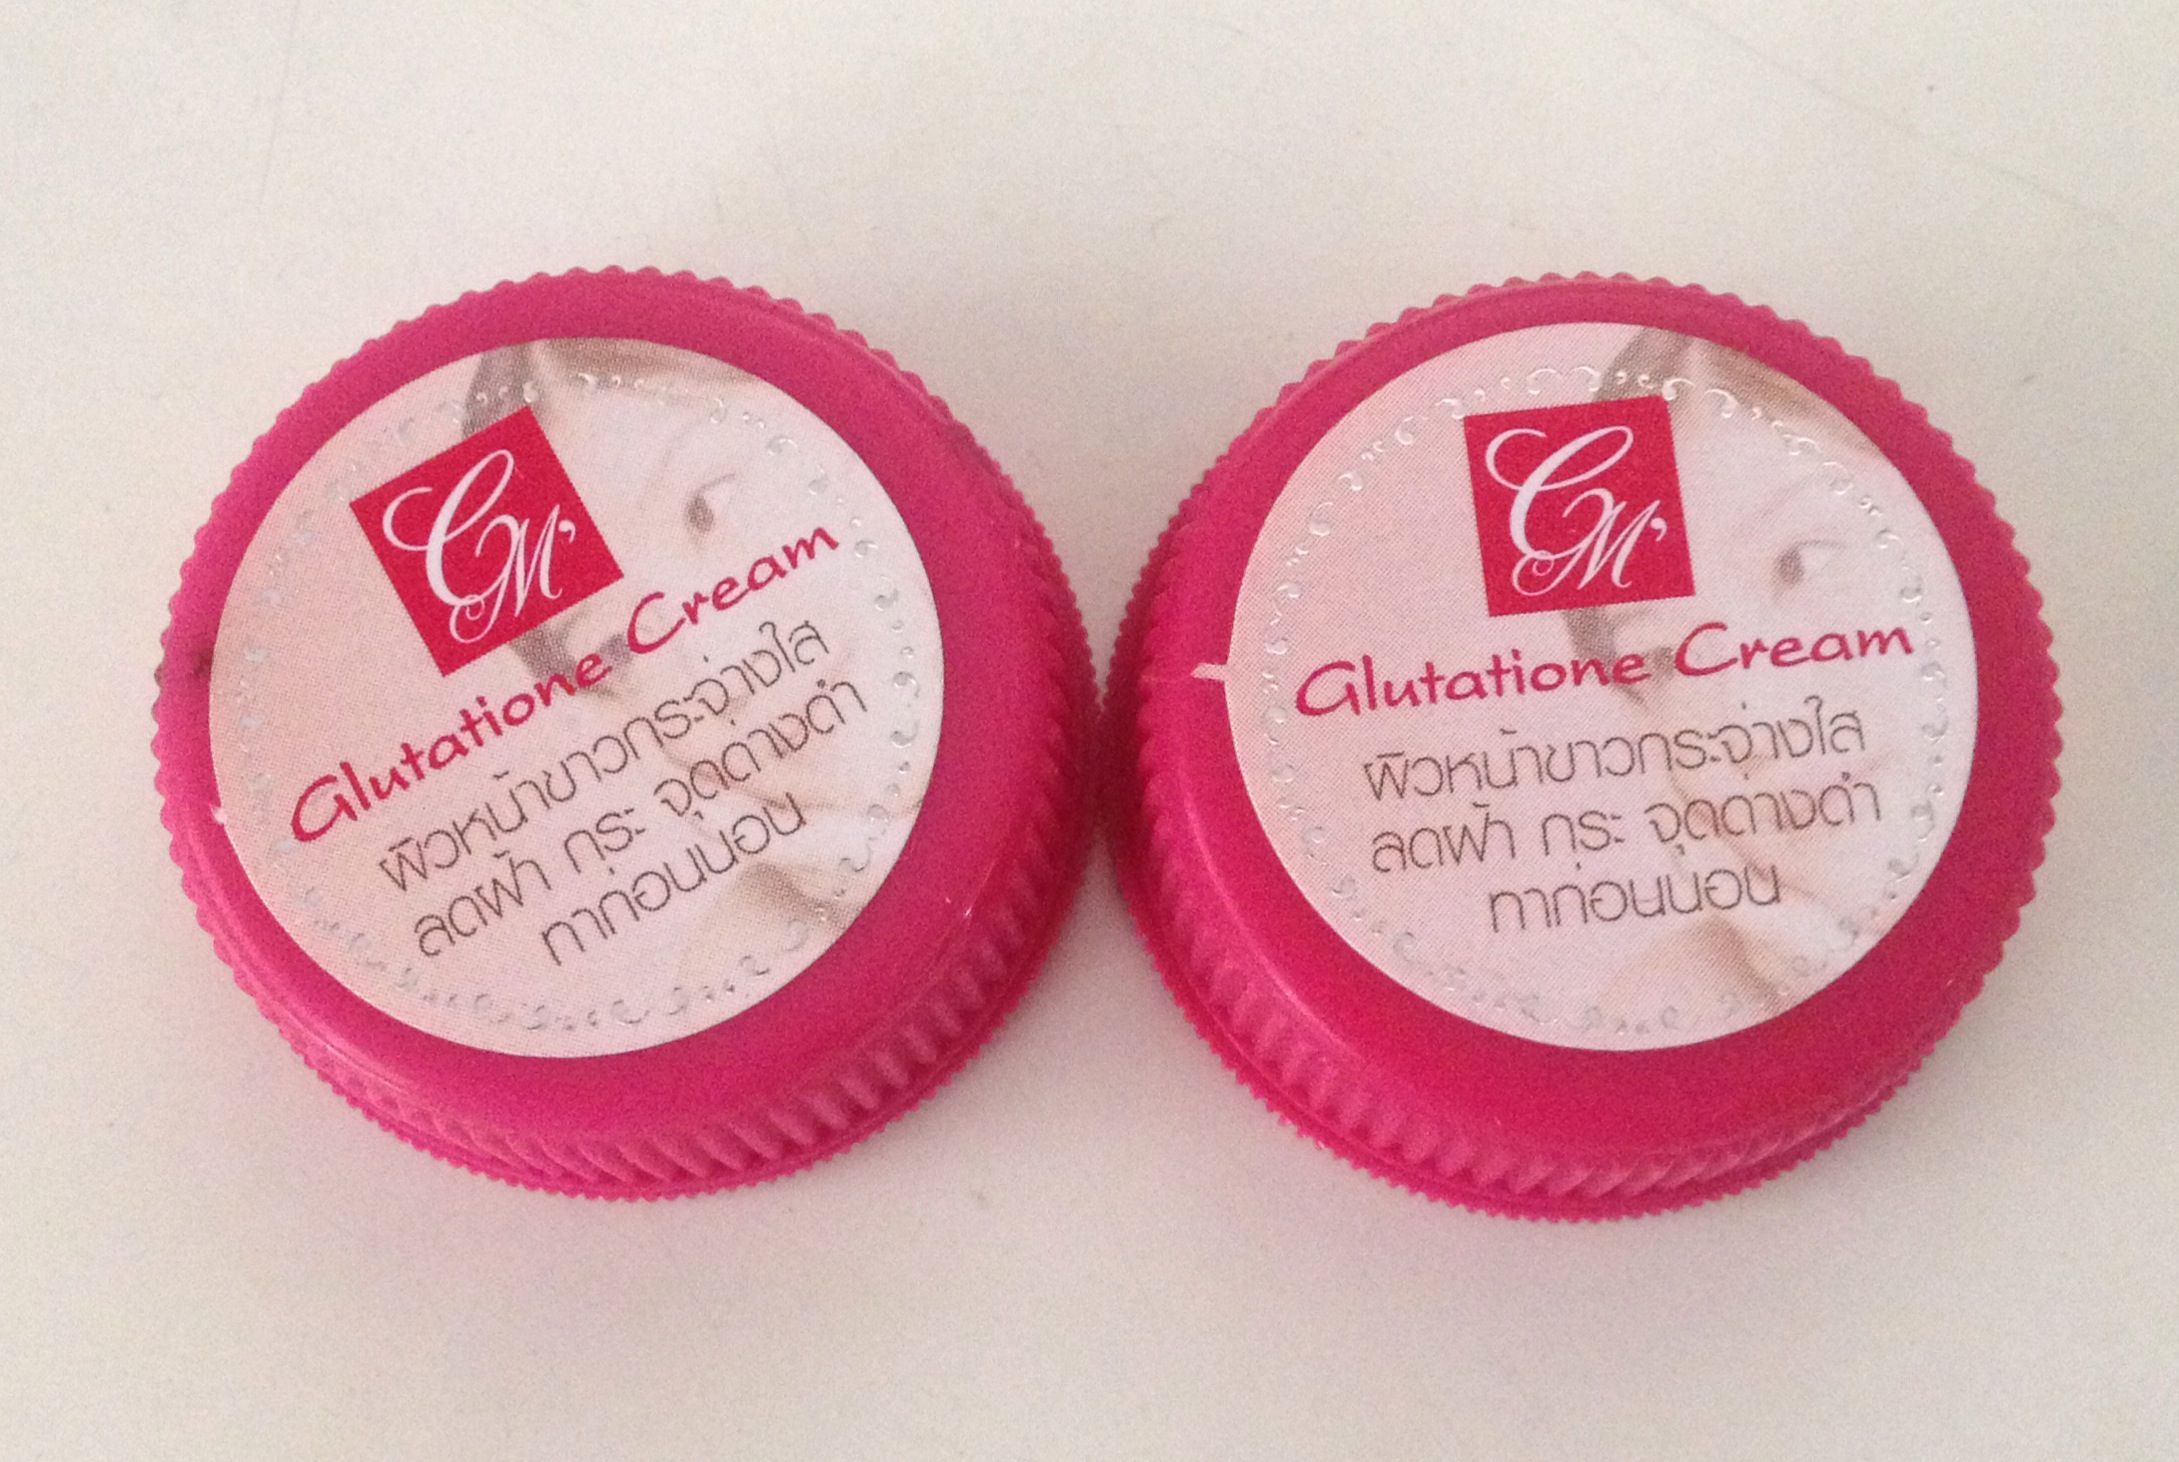 CM
Glutatione Cream
ผิวหน้าขาวกระจ่างใส
ลดฝ้า กระ จุดด่างดำ
ทาก่อนนอน
CM
Glutatione Cream
ผิวหน้าขาวกระจ่างใส
ลดฝ้า กระ จุดด่างดำ
ทาก่อนนอน